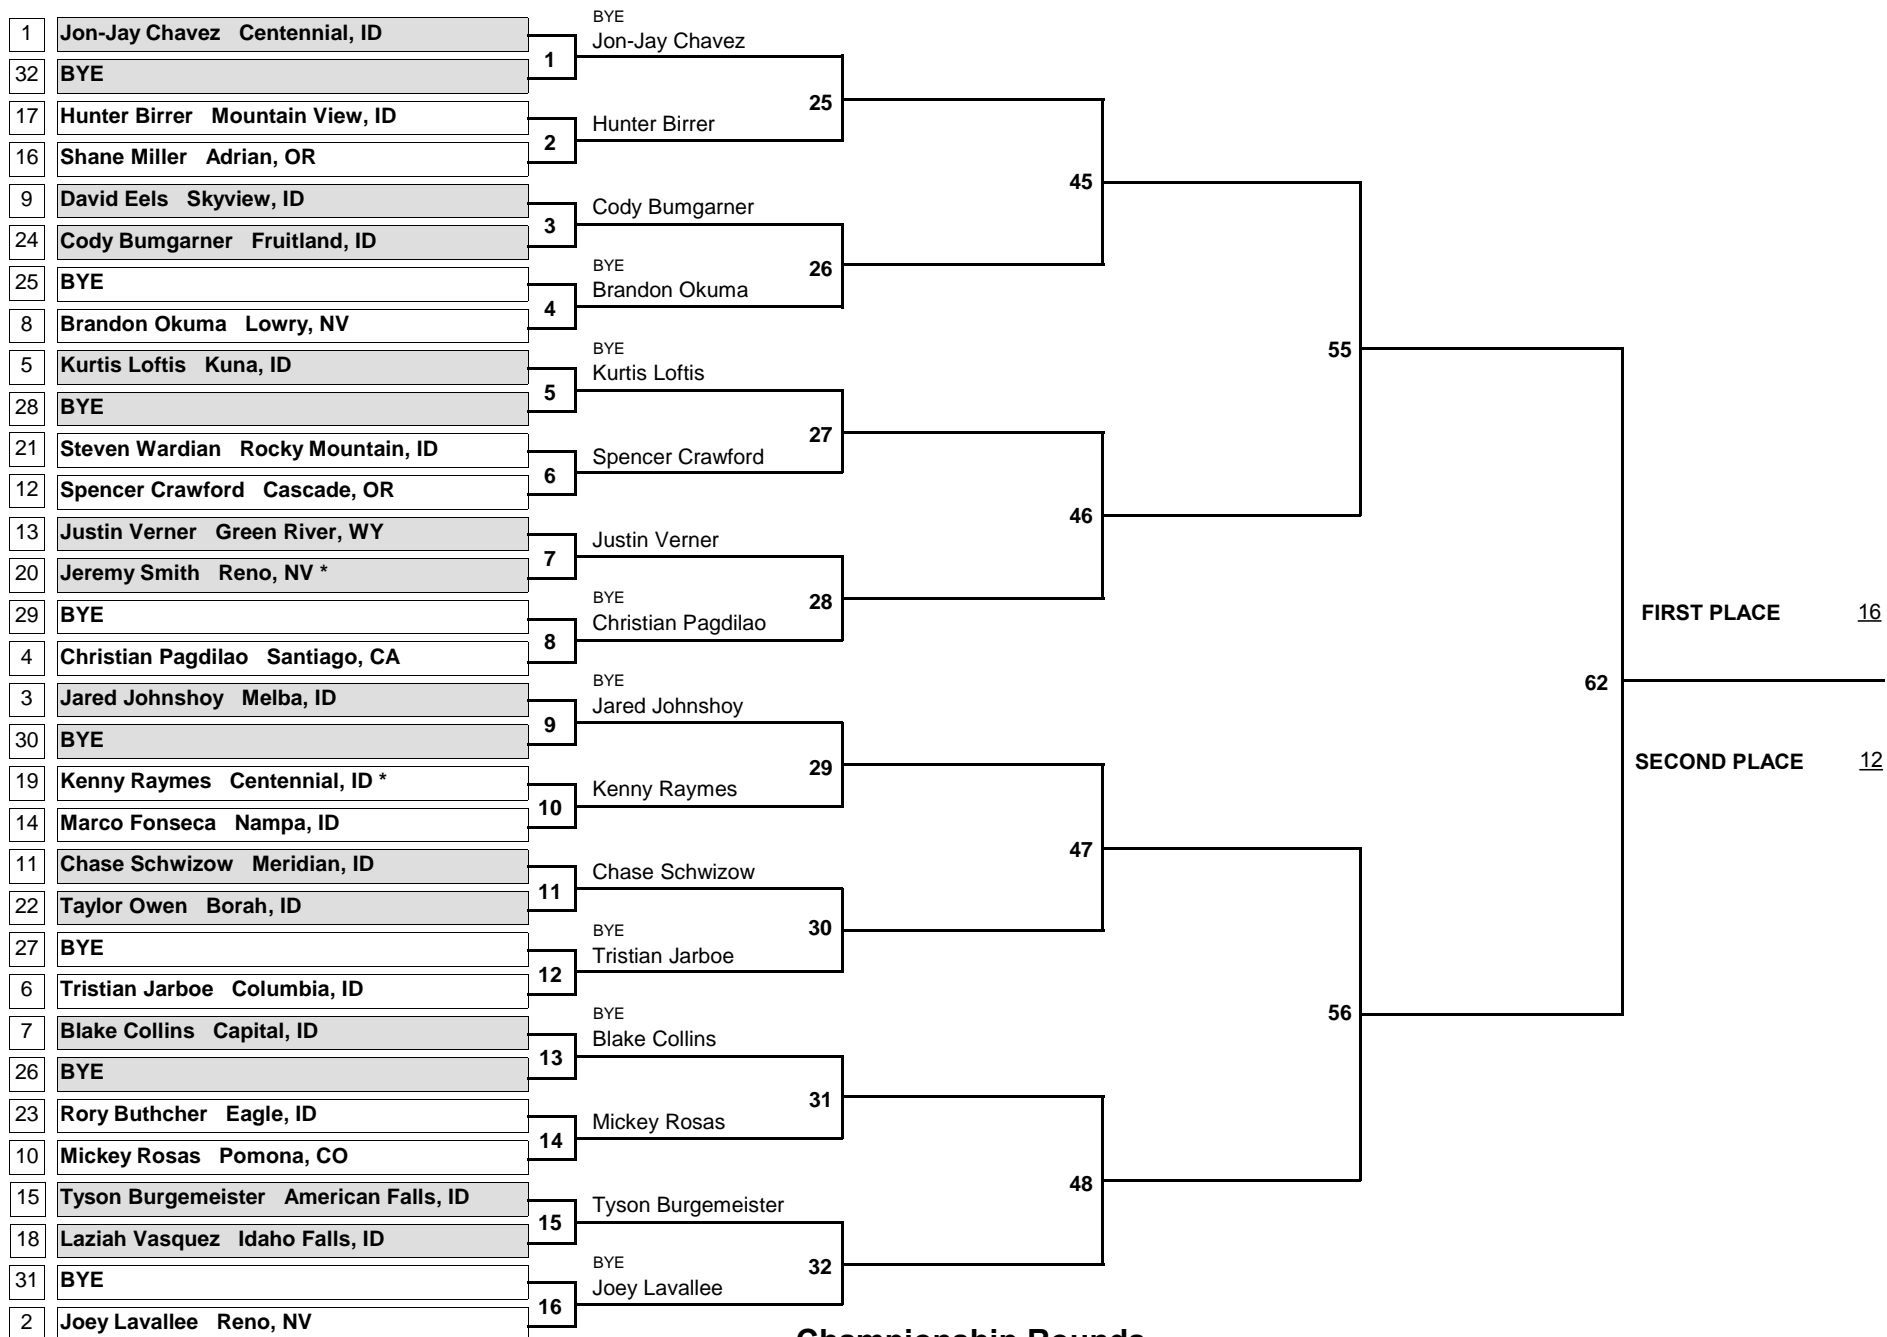 1 Jon-Jay Chavez Centennial, ID
32 BYE
17 Hunter Birrer Mountain View, ID
16 Shane Miller Adrian, OR
9 David Eels Skyview, ID
24 Cody Bumgarner Fruitland, ID
25 BYE
8 Brandon Okuma Lowry, NV
5 Kurtis Loftis Kuna, ID
28 BYE
21 Steven Wardian Rocky Mountain, ID
12 Spencer Crawford Cascade, OR
13 Justin Verner Green River, WY
20 Jeremy Smith Reno, NV *
29 BYE
4 Christian Pagdilao Santiago, CA
3 Jared Johnshoy Melba, ID
30 BYE
19 Kenny Raymes Centennial, ID *
14 Marco Fonseca Nampa, ID
11 Chase Schwizow Meridian, ID
22 Taylor Owen Borah, ID
27 BYE
6 Tristian Jarboe Columbia, ID
7 Blake Collins Capital, ID
26 BYE
23 Rory Buthcher Eagle, ID
10 Mickey Rosas Pomona, CO
15 Tyson Burgemeister American Falls, ID
18 Laziah Vasquez Idaho Falls, ID
31 BYE
2 Joey Lavallee Reno, NV
1
2
3
4
5
6
7
8
9
10
11
12
13
14
15
16
BYE
Jon-Jay Chavez
Hunter Birrer
Cody Bumgarner
BYE
Brandon Okuma
BYE
Kurtis Loftis
Spencer Crawford
Justin Verner
BYE
Christian Pagdilao
BYE
Jared Johnshoy
Kenny Raymes
Chase Schwizow
BYE
Tristian Jarboe
BYE
Blake Collins
Mickey Rosas
Tyson Burgemeister
BYE
Joey Lavallee
25
26
27
28
29
30
31
32
45
46
47
48
55
56
62
FIRST PLACE 16
SECOND PLACE 12
Championship Rounds